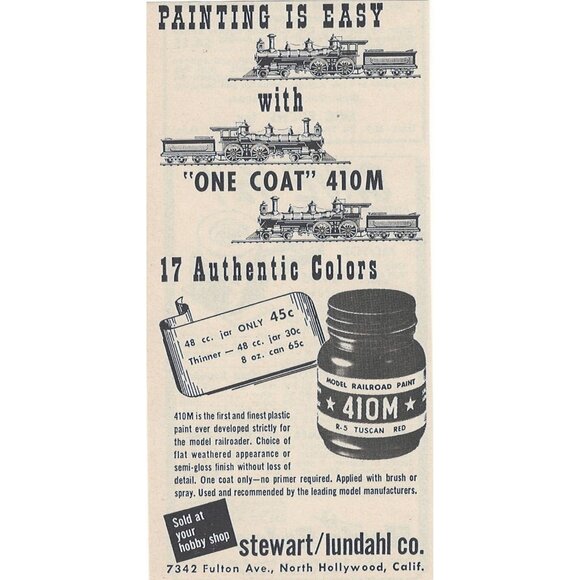 PAINTING IS EASY
with
"ONE COAT" 410M
17 Authentic Colors
48 cc. jar ONLY 45c
Thinner — 48 cc. jar 30c
8 oz. can 65c
MODEL RAILROAD PAINT
★ 410M ★
R-5 TUSCAN RED
410M is the first and finest plastic
paint ever developed strictly for
the model railroader. Choice of
flat weathered appearance or
semi-gloss finish without loss of
detail. One coat only—no primer required. Applied with brush or
spray. Used and recommended by the leading model manufacturers.
Sold at
your
hobby shop
stewart/lundahl co.
7342 Fulton Ave., North Hollywood, Calif.